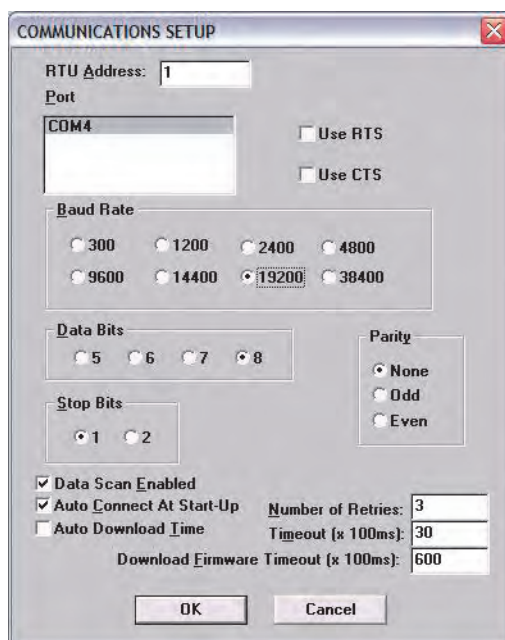 COMMUNICATIONS SETUP
RTU Address: 1
Port
COM4
Use RTS
Use CTS
Baud Rate
300 1200 2400 4800
9600 14400 19200 38400
Data Bits
5 6 7 8
Parity
None
Odd
Even
Stop Bits
1 2
Data Scan Enabled
Auto Connect At Start-Up
Auto Download Time
Number of Retries: 3
Timeout (x 100ms): 30
Download Firmware Timeout (x 100ms): 600
OK Cancel